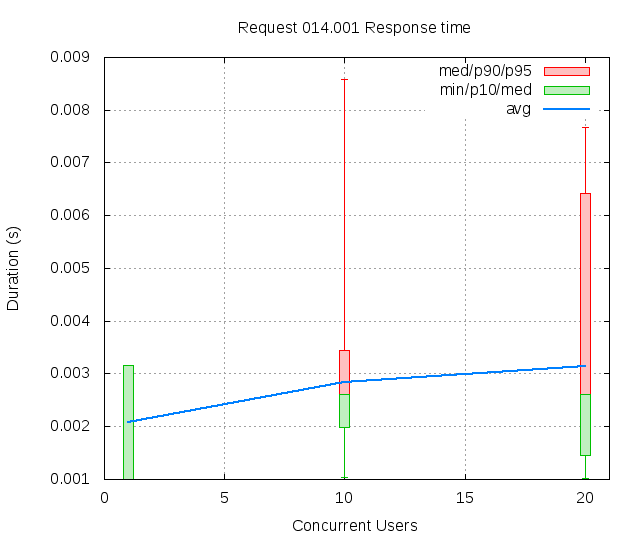 Request 014.001 Response time
0.009
0.008
0.007
0.006
0.005
0.004
0.003
0.002
0.001
Duration (s)
med/p90/p95
min/p10/med
avg
0 5 10 15 20
Concurrent Users